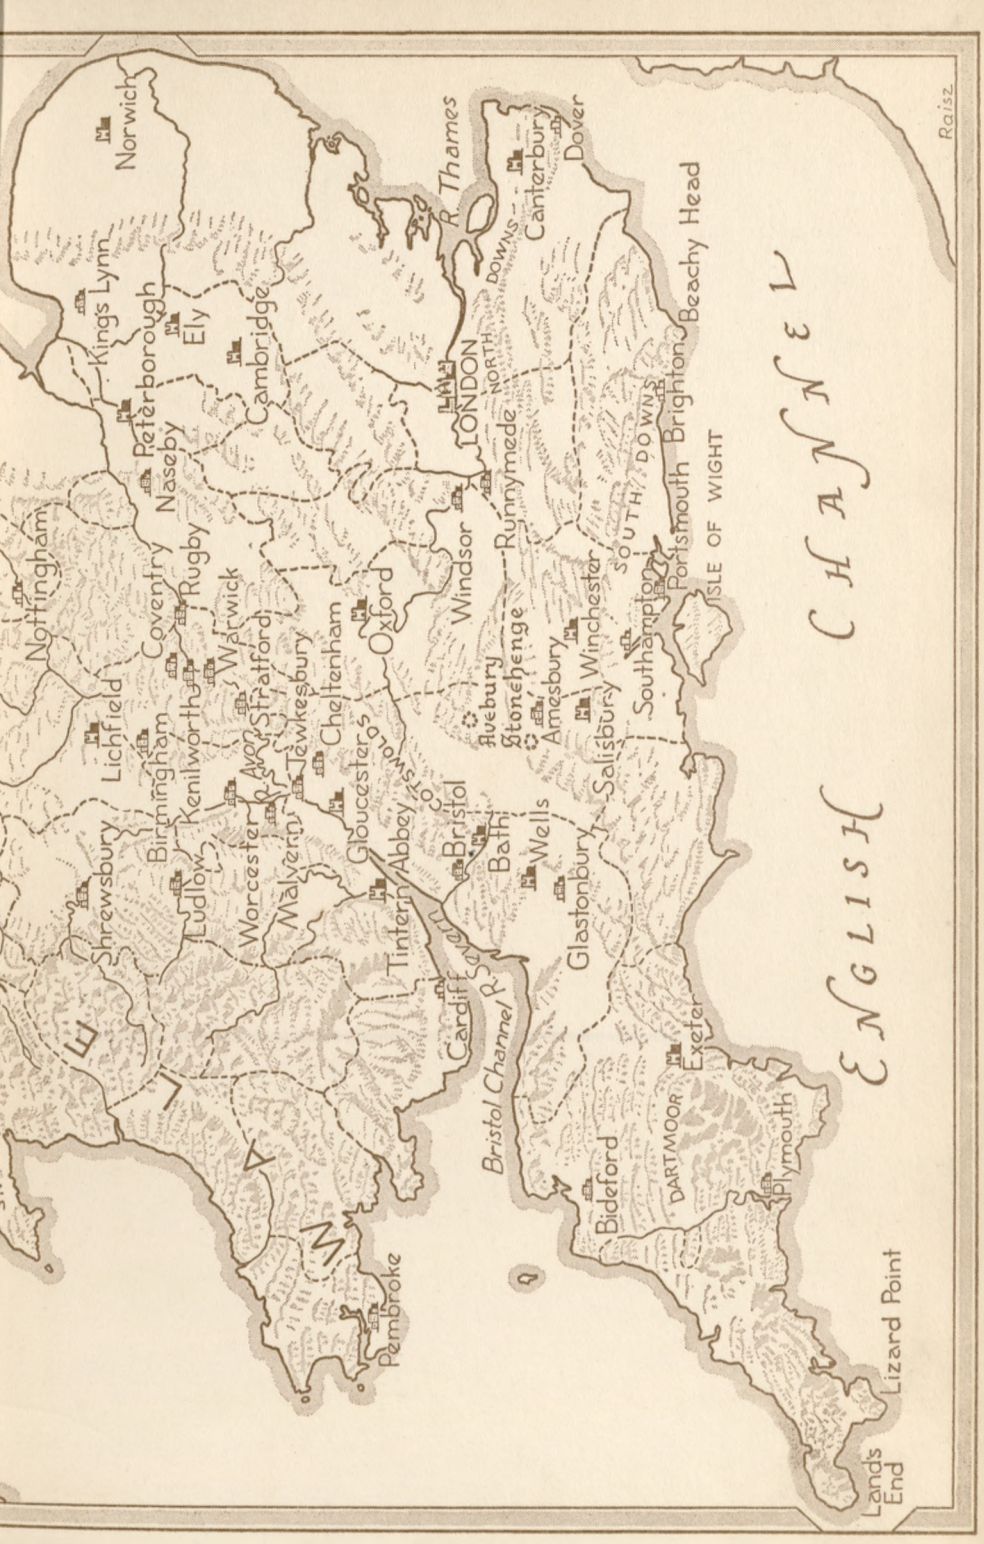 Norwich
Kings Lynn
Peterborough
Ely
Cambridge
Naseby
Nottingham
Coventry
Rugby
Warwick
Lichfield
Birmingham
Kenilworth
Stratford
R. Avon
Tewkesbury
Cheltenham
Oxford
Shrewsbury
Ludlow
Worcester
Malvern
Gloucester
COTSWOLDS
Tintern Abbey
WALES
Pembroke
Cardiff
R. Severn
Bristol Channel
Bristol
Bath
Wells
Glastonbury
R. Thames
LONDON
Windsor
Runnymede
NORTH DOWNS
Canterbury
Dover
Avebury
Stonehenge
Amesbury
Winchester
Salisbury
Southampton
SOUTH DOWNS
Portsmouth
Brighton
Beachy Head
ISLE OF WIGHT
Bideford
DARTMOOR
Exeter
Plymouth
Land's
End
Lizard Point
ENGLISH CHANNEL
Raisz